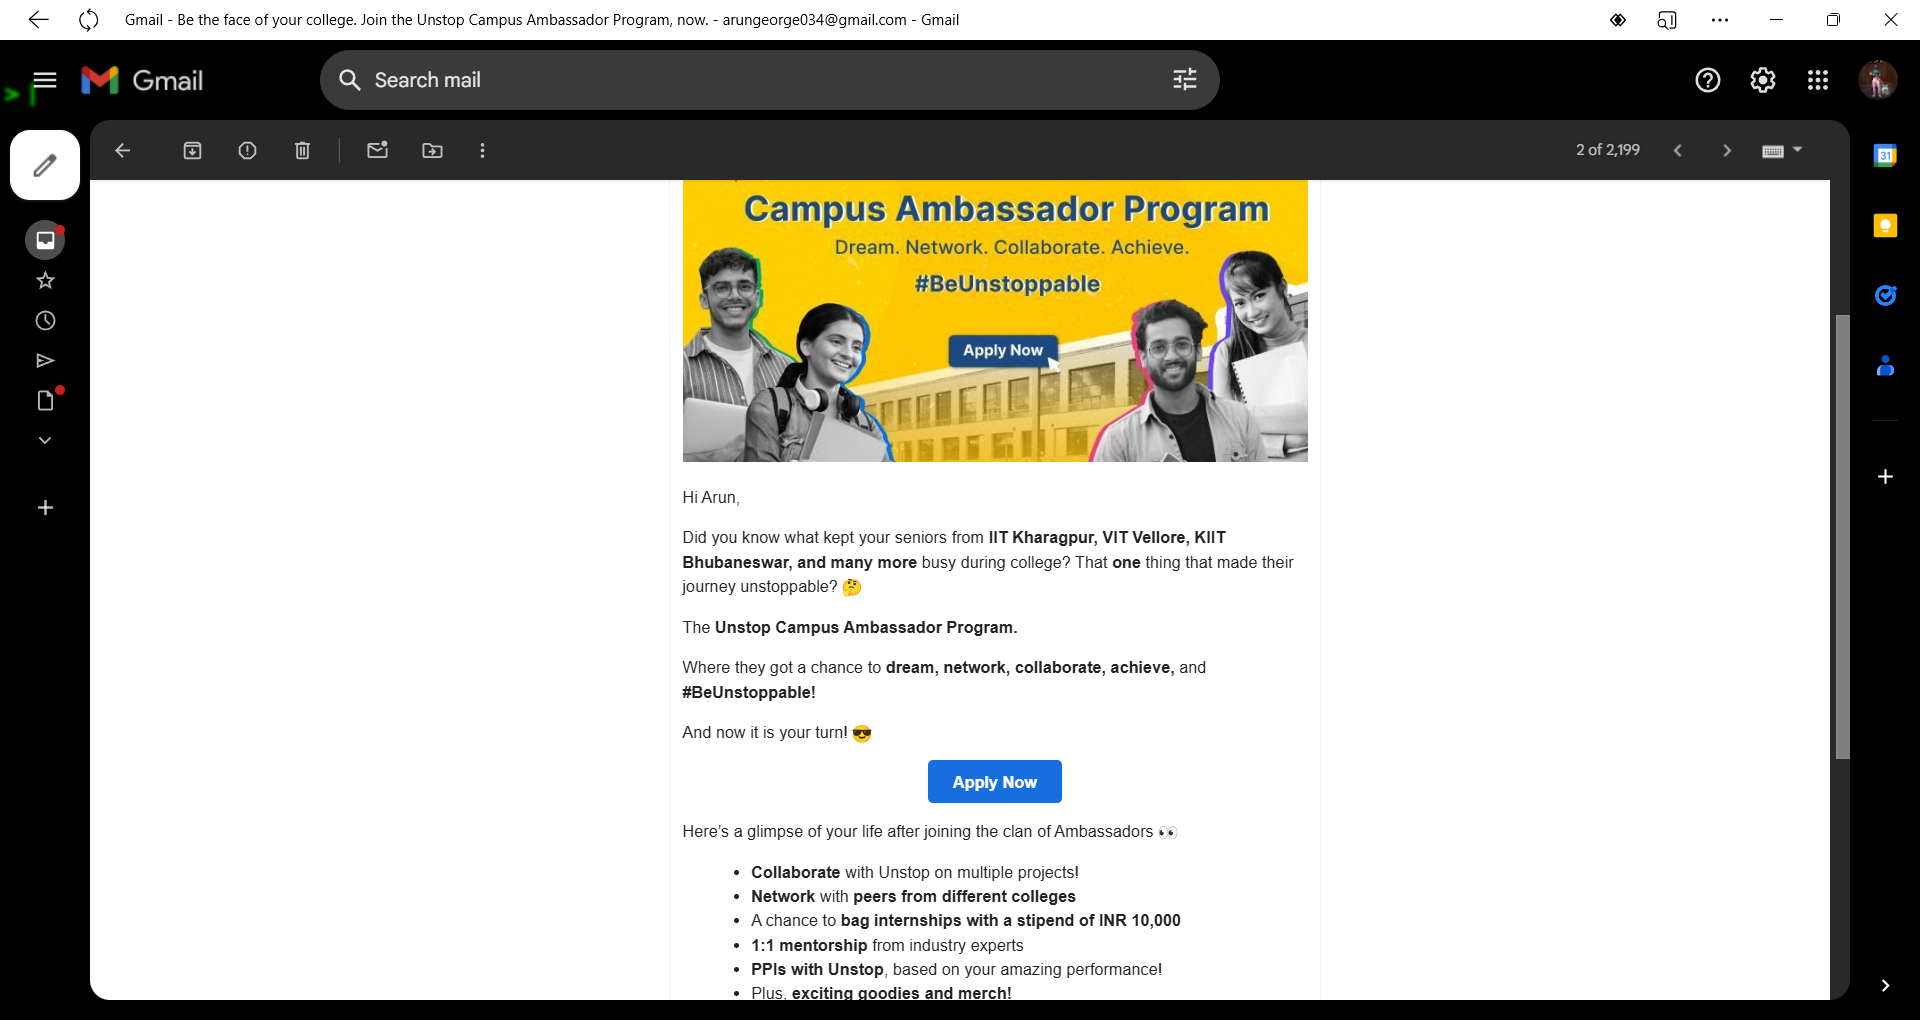 Gmail - Be the face of your college. Join the Unstop Campus Ambassador Program, now. - arungeorge034@gmail.com - Gmail
Gmail
Search mail
2 of 2,199
31
Campus Ambassador Program
Dream. Network. Collaborate. Achieve.
#BeUnstoppable
Apply Now
Hi Arun,
Did you know what kept your seniors from IIT Kharagpur, VIT Vellore, KIIT
Bhubaneswar, and many more busy during college? That one thing that made their
journey unstoppable? 🤔
The Unstop Campus Ambassador Program.
Where they got a chance to dream, network, collaborate, achieve, and
#BeUnstoppable!
And now it is your turn! 😎
Apply Now
Here's a glimpse of your life after joining the clan of Ambassadors 👀
• Collaborate with Unstop on multiple projects!
• Network with peers from different colleges
• A chance to bag internships with a stipend of INR 10,000
• 1:1 mentorship from industry experts
• PPIs with Unstop, based on your amazing performance!
• Plus, exciting goodies and merch!